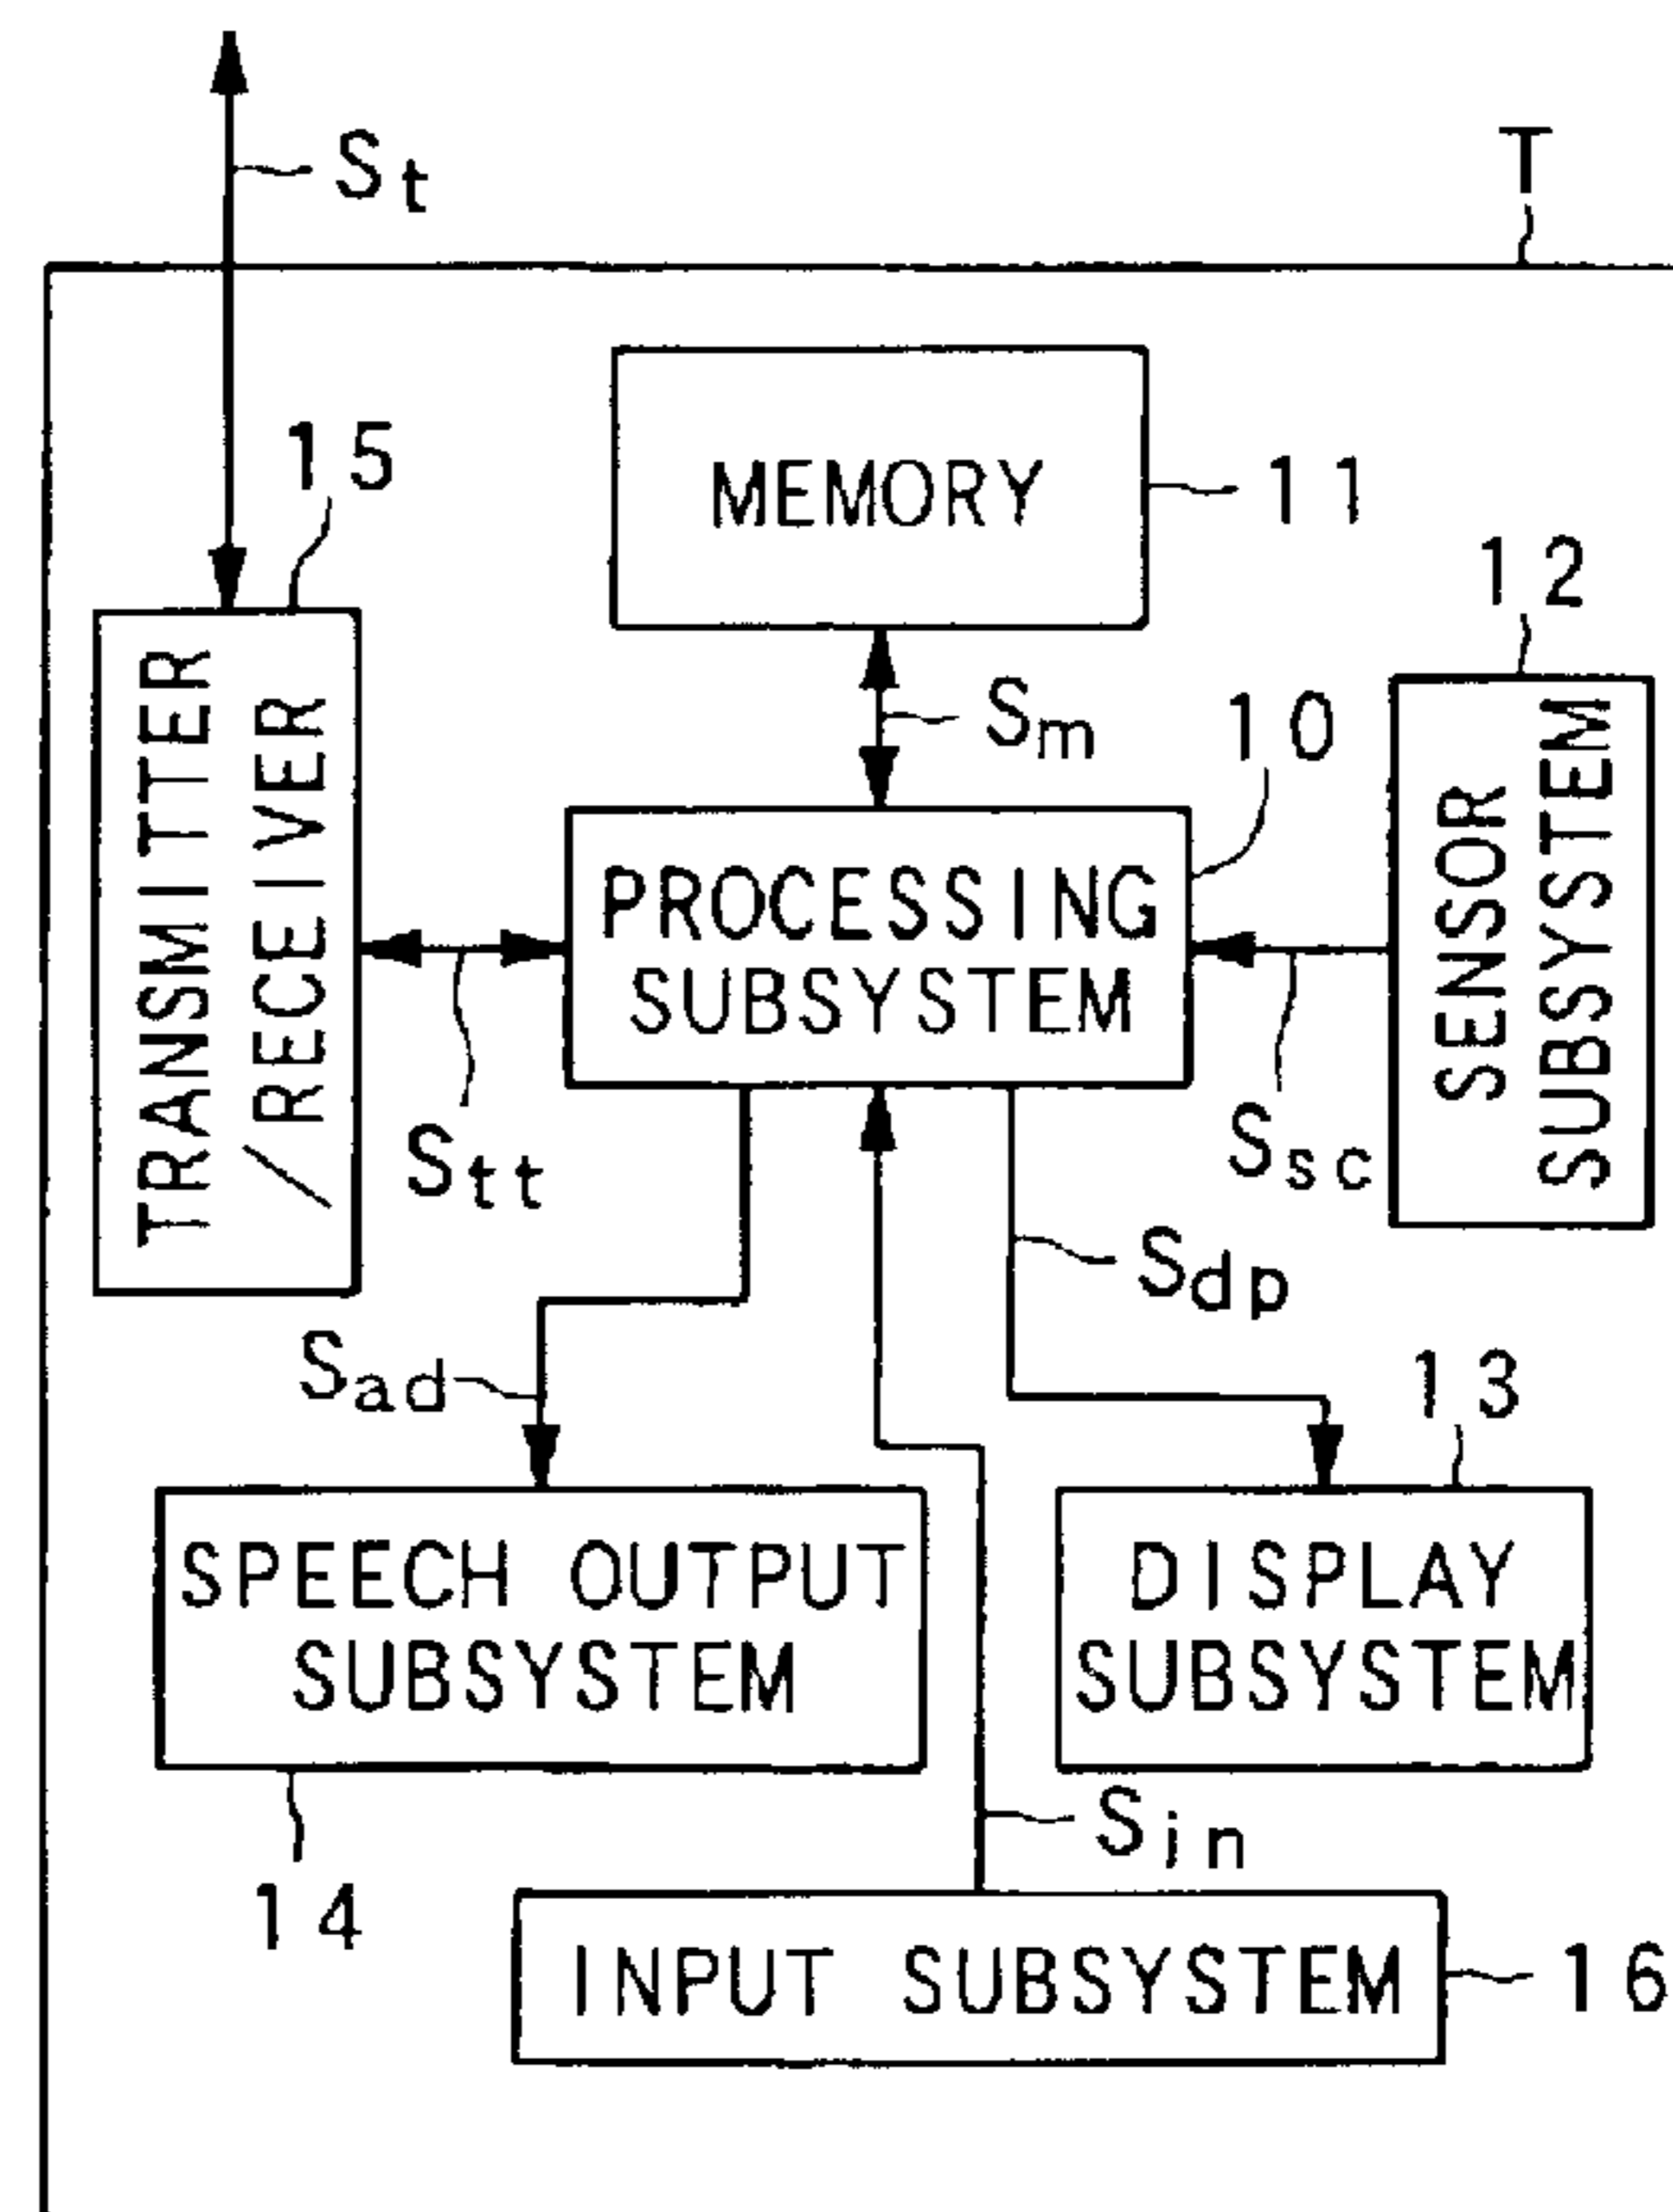 St
T
15
MEMORY
11
12
TRANSMITTER
/RECEIVER
Sm
10
SENSOR
SUBSYSTEM
PROCESSING
SUBSYSTEM
Stt
Ssc
Sdp
Sad
13
SPEECH OUTPUT
SUBSYSTEM
DISPLAY
SUBSYSTEM
Sin
14
INPUT SUBSYSTEM
16